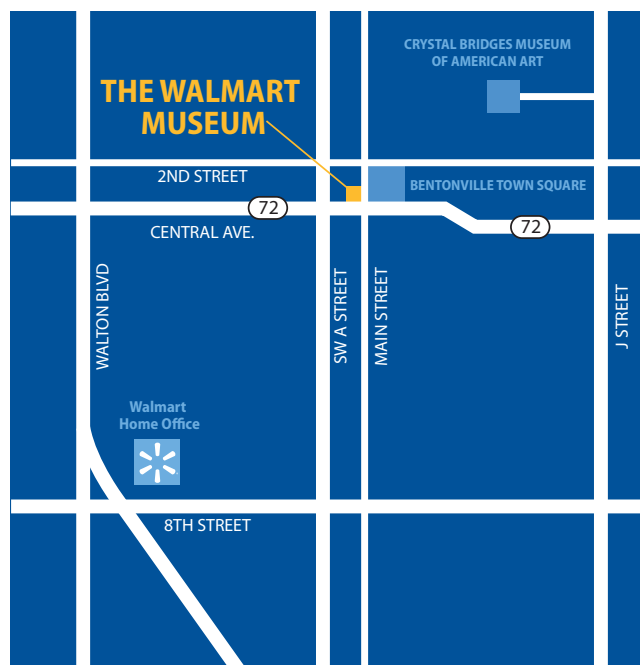 CRYSTAL BRIDGES MUSEUM
OF AMERICAN ART
THE WALMART
MUSEUM
2ND STREET
BENTONVILLE TOWN SQUARE
72
72
CENTRAL AVE.
WALTON BLVD
SW A STREET
MAIN STREET
J STREET
Walmart
Home Office
8TH STREET